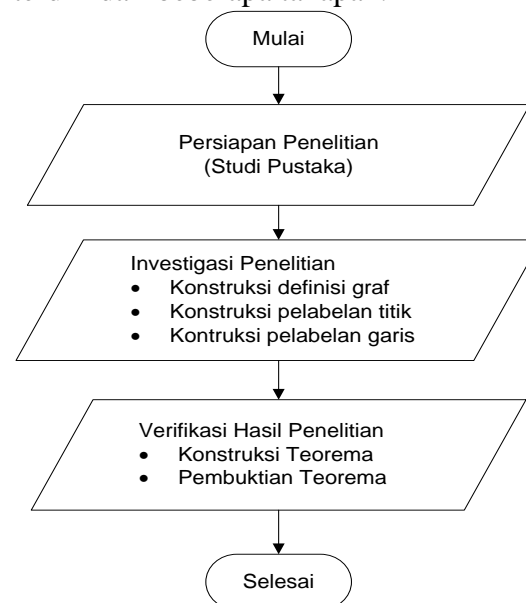 Mulai
Persiapan Penelitian
(Studi Pustaka)
Investigasi Penelitian
• Konstruksi definisi graf
• Konstruksi pelabelan titik
• Kontruksi pelabelan garis
Verifikasi Hasil Penelitian
• Konstruksi Teorema
• Pembuktian Teorema
Selesai